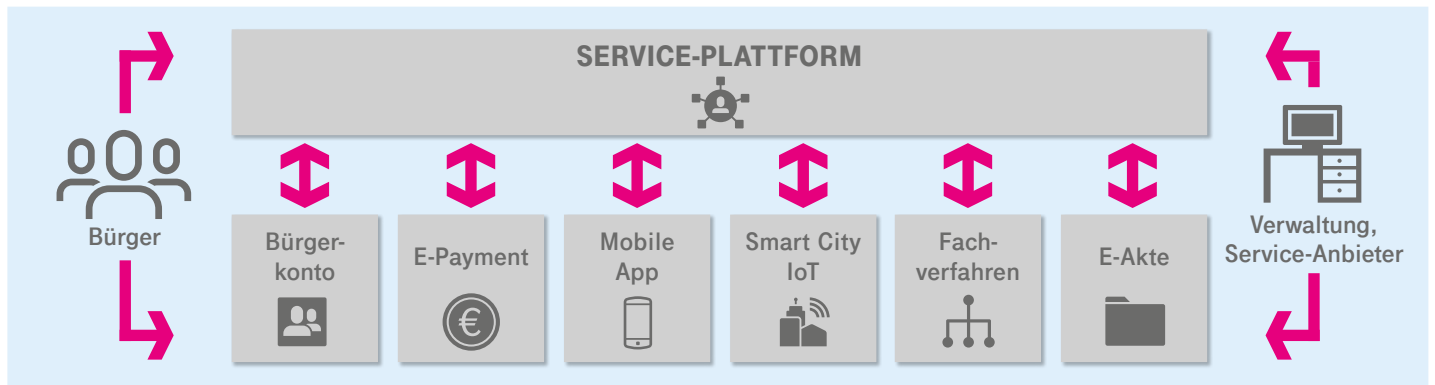 SERVICE-PLATTFORM
Bürger
Bürger-
konto
E-Payment
Mobile
App
Smart City
IoT
Fach-
verfahren
E-Akte
Verwaltung,
Service-Anbieter